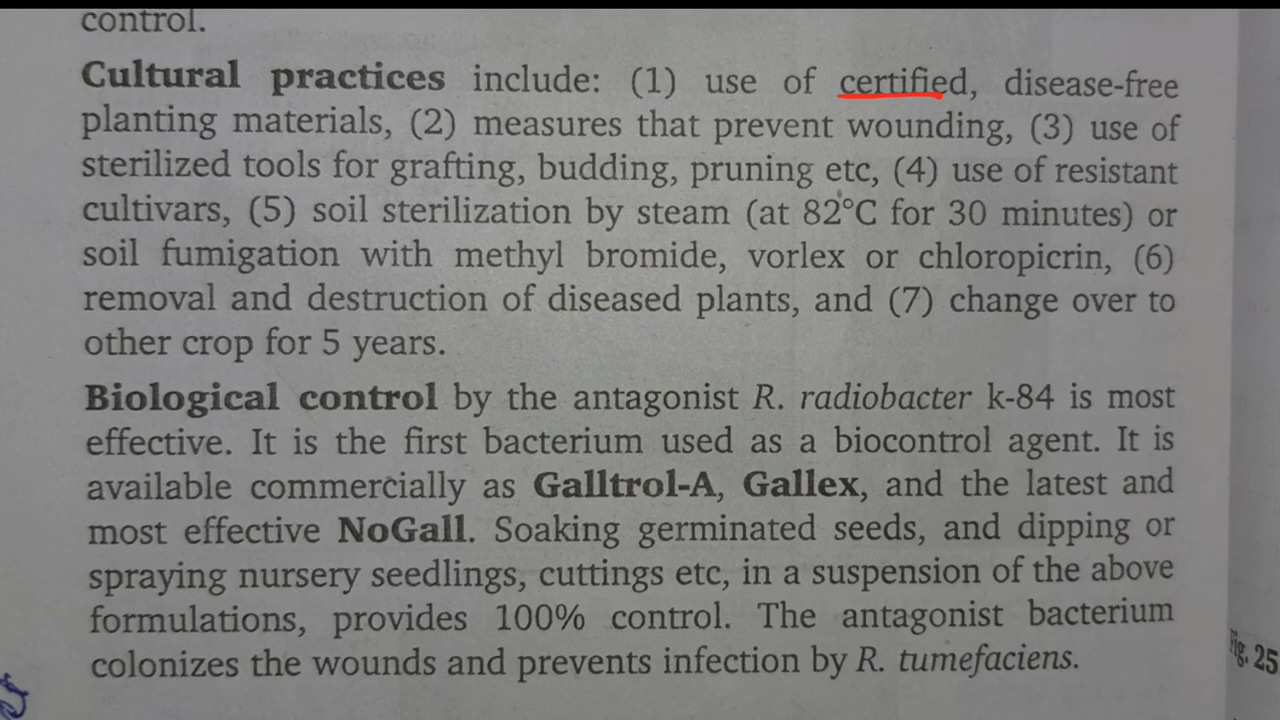 control.
Cultural practices include: (1) use of certified, disease-free
planting materials, (2) measures that prevent wounding, (3) use of
sterilized tools for grafting, budding, pruning etc, (4) use of resistant
cultivars, (5) soil sterilization by steam (at 82°C for 30 minutes) or
soil fumigation with methyl bromide, vorlex or chloropicrin, (6)
removal and destruction of diseased plants, and (7) change over to
other crop for 5 years.
Biological control by the antagonist R. radiobacter k-84 is most
effective. It is the first bacterium used as a biocontrol agent. It is
available commercially as Galltrol-A, Gallex, and the latest and
most effective NoGall. Soaking germinated seeds, and dipping or
spraying nursery seedlings, cuttings etc, in a suspension of the above
formulations, provides 100% control. The antagonist bacterium
colonizes the wounds and prevents infection by R. tumefaciens.
Fig. 25